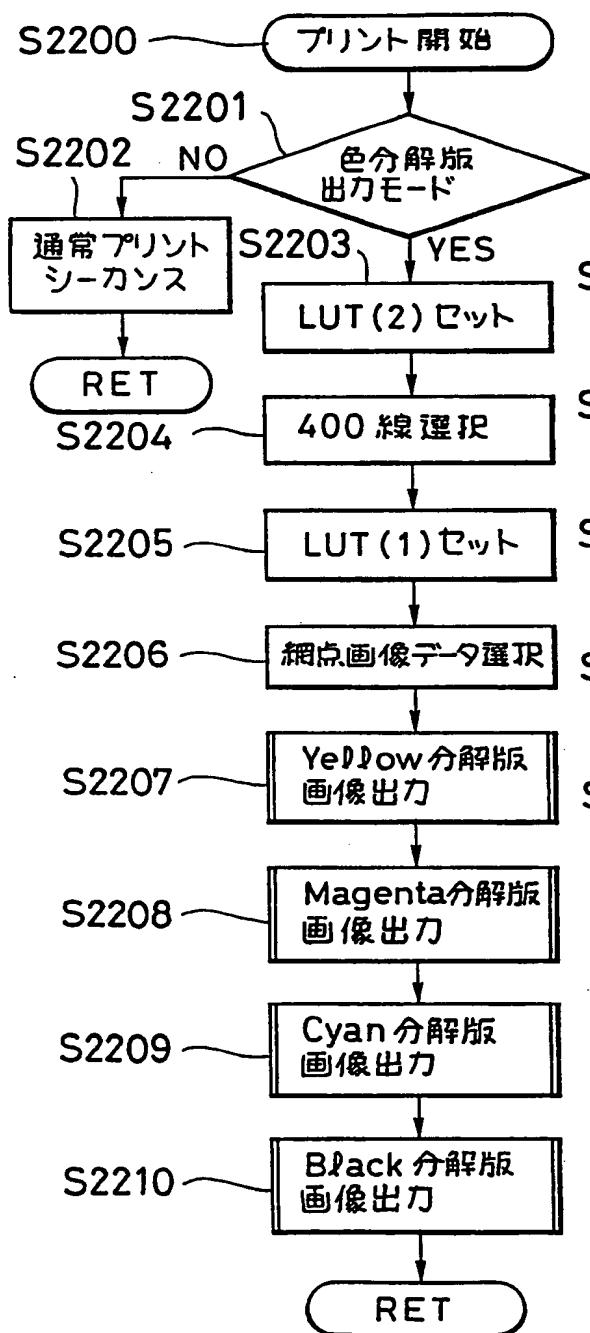 S2200
プリント開始
S2201
色分解版
出力モード
NO
YES
S2202
通常プリント
シーカンス
RET
S2203
LUT(2)セット
S2204
400線選択
S2205
LUT(1)セット
S2206
網点画像データ選択
S2207
Yellow分解版
画像出力
S2208
Magenta分解版
画像出力
S2209
Cyan分解版
画像出力
S2210
Black分解版
画像出力
RET
S
S
S
S
S